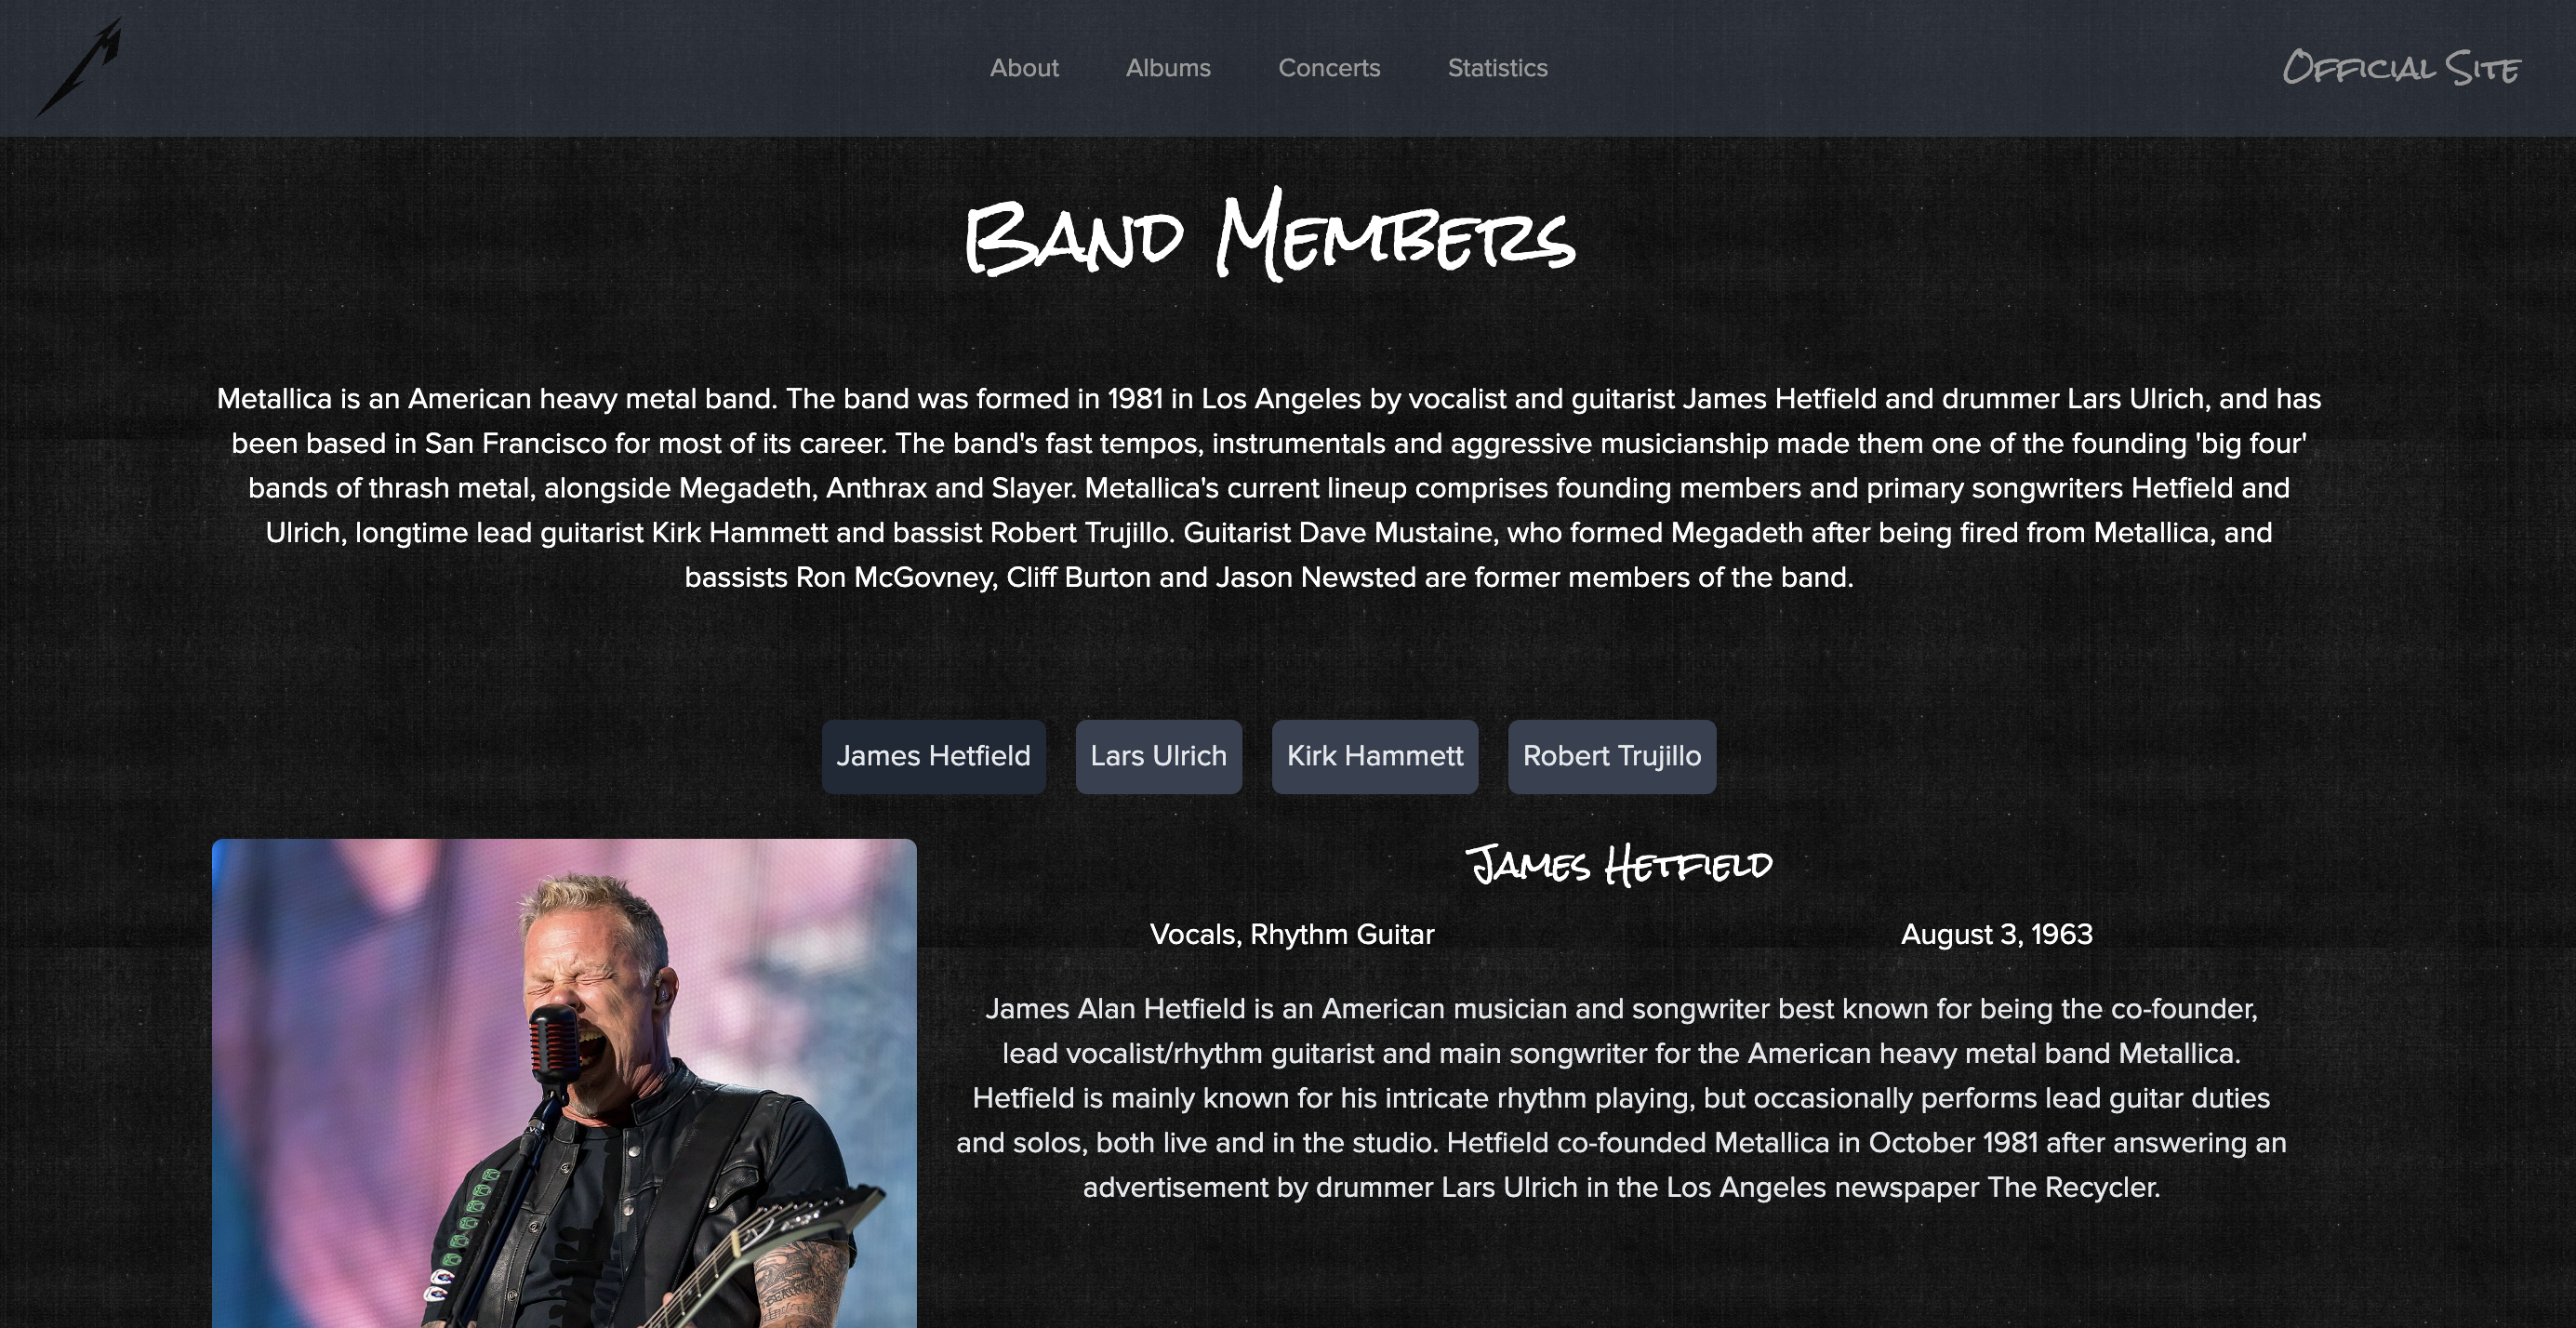 About
Albums
Concerts
Statistics
Official Site
Band Members
Metallica is an American heavy metal band. The band was formed in 1981 in Los Angeles by vocalist and guitarist James Hetfield and drummer Lars Ulrich, and has
been based in San Francisco for most of its career. The band's fast tempos, instrumentals and aggressive musicianship made them one of the founding 'big four'
bands of thrash metal, alongside Megadeth, Anthrax and Slayer. Metallica's current lineup comprises founding members and primary songwriters Hetfield and
Ulrich, longtime lead guitarist Kirk Hammett and bassist Robert Trujillo. Guitarist Dave Mustaine, who formed Megadeth after being fired from Metallica, and
bassists Ron McGovney, Cliff Burton and Jason Newsted are former members of the band.
James Hetfield
Lars Ulrich
Kirk Hammett
Robert Trujillo
James Hetfield
Vocals, Rhythm Guitar
August 3, 1963
James Alan Hetfield is an American musician and songwriter best known for being the co-founder,
lead vocalist/rhythm guitarist and main songwriter for the American heavy metal band Metallica.
Hetfield is mainly known for his intricate rhythm playing, but occasionally performs lead guitar duties
and solos, both live and in the studio. Hetfield co-founded Metallica in October 1981 after answering an
advertisement by drummer Lars Ulrich in the Los Angeles newspaper The Recycler.